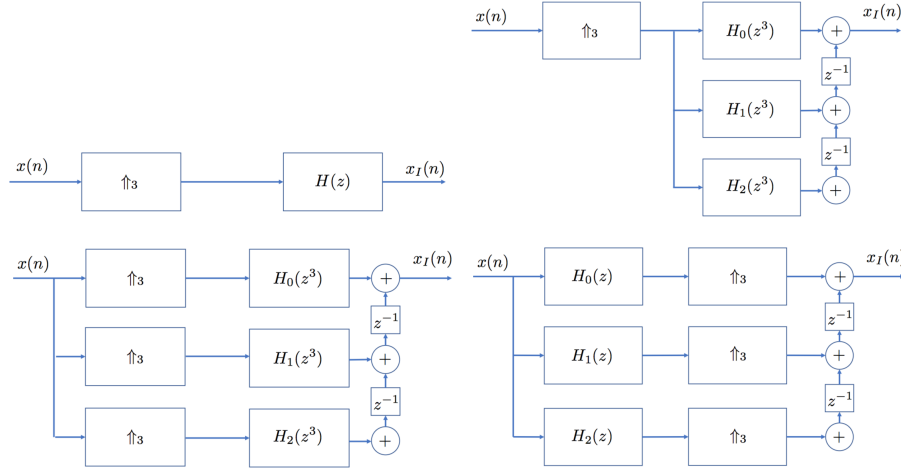 x(n)
⇑3
H_0(z^3)
+
x_I(n)
z^{-1}
H_1(z^3)
+
z^{-1}
H_2(z^3)
+
x(n)
⇑3
H(z)
x_I(n)
x(n)
⇑3
H_0(z^3)
+
x_I(n)
z^{-1}
⇑3
H_1(z^3)
+
z^{-1}
⇑3
H_2(z^3)
+
x(n)
H_0(z)
⇑3
+
x_I(n)
z^{-1}
H_1(z)
⇑3
+
z^{-1}
H_2(z)
⇑3
+